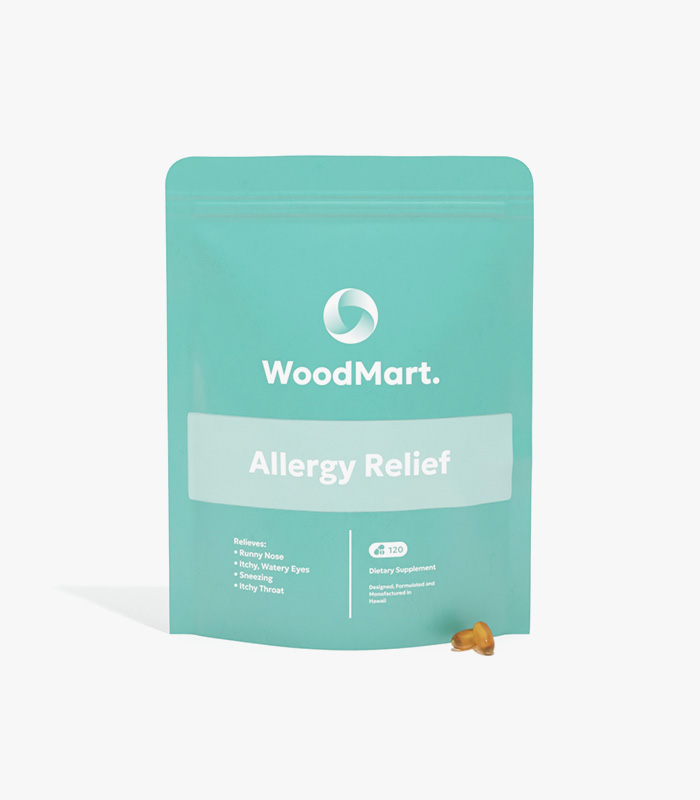 WoodMart.
Allergy Relief
Relieves:
• Runny Nose
• Itchy, Watery Eyes
• Sneezing
• Itchy Throat
120
Dietary Supplement
Designed, Formulated and
Manufactured in
Hawaii